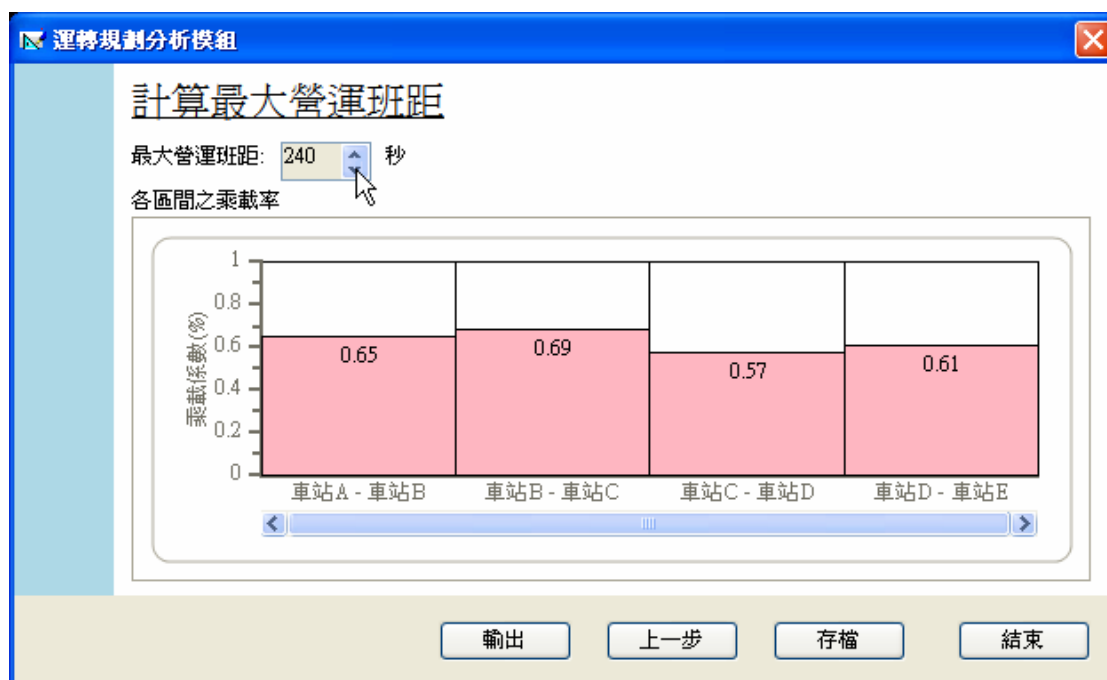 運轉規劃分析模組
計算最大營運班距
最大營運班距: 240 秒
各區間之乘載率
乘載係數(%)
1
0.8
0.6
0.4
0.2
0
0.65
0.69
0.57
0.61
車站A - 車站B
車站B - 車站C
車站C - 車站D
車站D - 車站E
輸出
上一步
存檔
結束